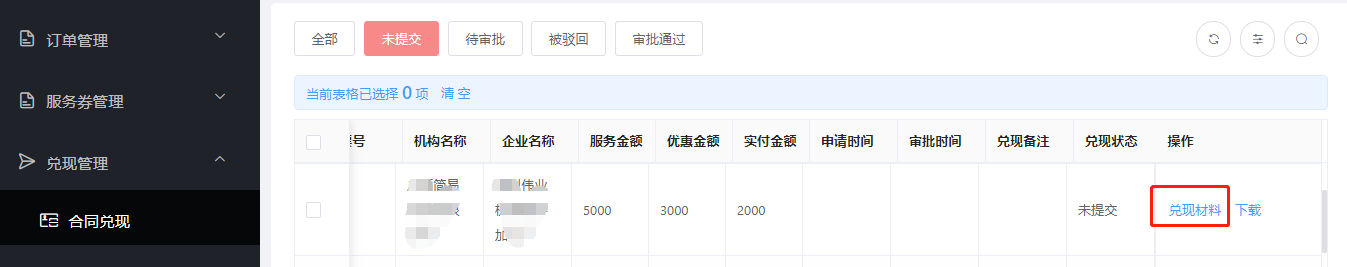 订单管理
服务券管理
兑现管理
合同兑现
全部 未提交 待审批 被驳回 审批通过
当前表格已选择 0 项 清 空
号 机构名称 企业名称 服务金额 优惠金额 实付金额 申请时间 审批时间 兑现备注 兑现状态 操作
简易 伟业
5000 3000 2000 未提交 兑现材料 下载
加